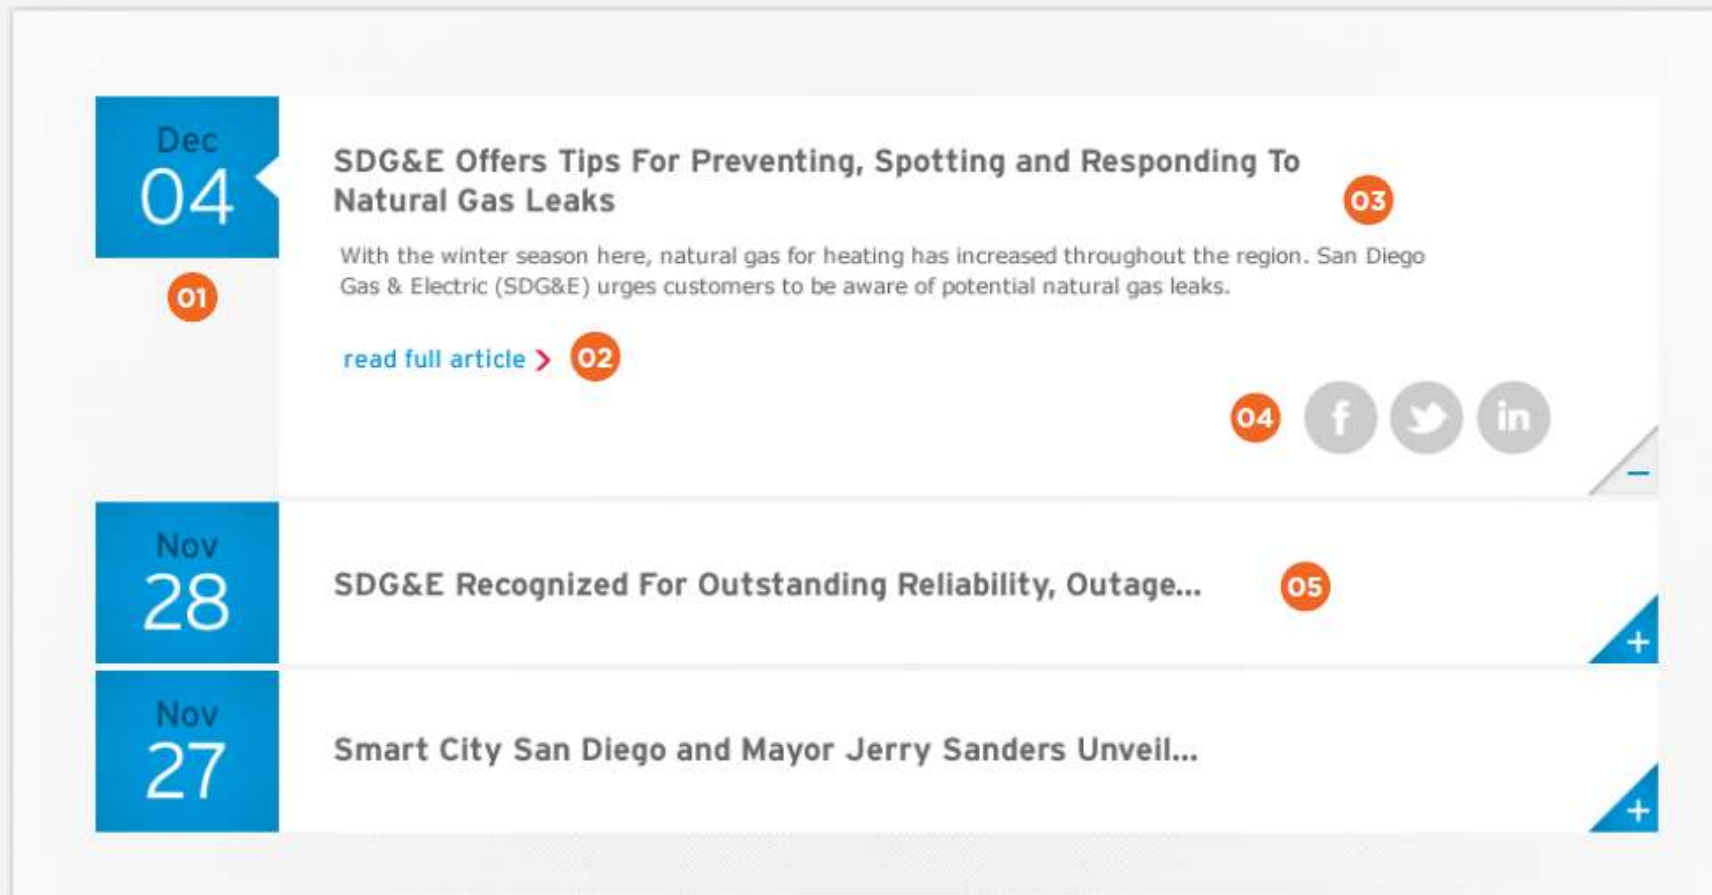 Dec
04
SDG&E Offers Tips For Preventing, Spotting and Responding To
Natural Gas Leaks
03
With the winter season here, natural gas for heating has increased throughout the region. San Diego
Gas & Electric (SDG&E) urges customers to be aware of potential natural gas leaks.
01
read full article >
02
04
f
in
–
Nov
28
SDG&E Recognized For Outstanding Reliability, Outage...
05
+
Nov
27
Smart City San Diego and Mayor Jerry Sanders Unveil...
+